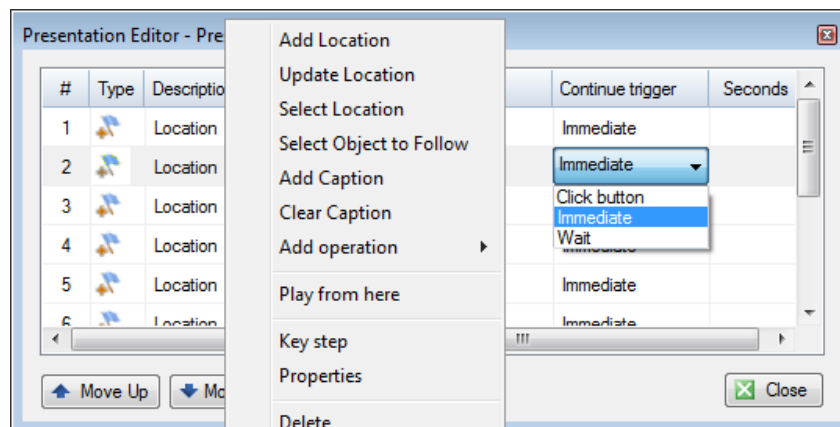 Presentation Editor - Pre
# Type Descriptio Continue trigger Seconds
1 Location Immediate
2 Location Immediate
3 Location
4 Location
5 Location Immediate
6 Location Immediate
Click button
Immediate
Wait
Add Location
Update Location
Select Location
Select Object to Follow
Add Caption
Clear Caption
Add operation
Play from here
Key step
Properties
Delete
Move Up Mo Close